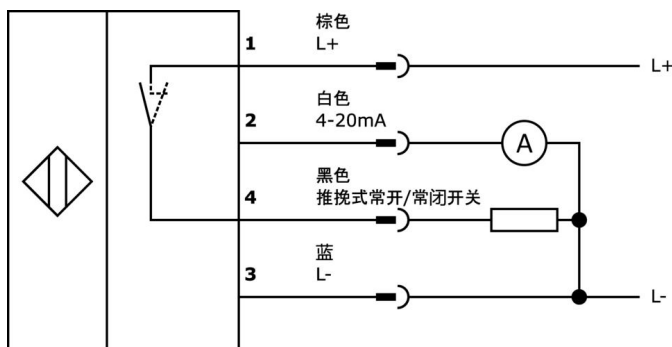 棕色
1 L+
L+
白色
2 4-20mA
A
黑色
4 推挽式常开/常闭开关
蓝
3 L-
L-